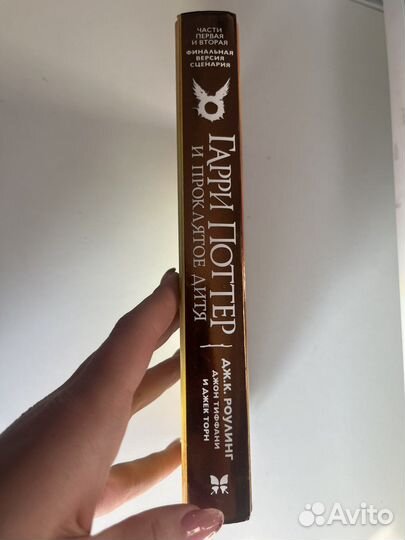 ЧАСТИ
ПЕРВАЯ
И ВТОРАЯ
ФИНАЛЬНАЯ
ВЕРСИЯ
СЦЕНАРИЯ
ГАРРИ ПОТТЕР
И ПРОКЛЯТОЕ ДИТЯ
ДЖ.К. РОУЛИНГ
ДЖОН ТИФФАНИ
И ДЖЕК ТОРН
Avito